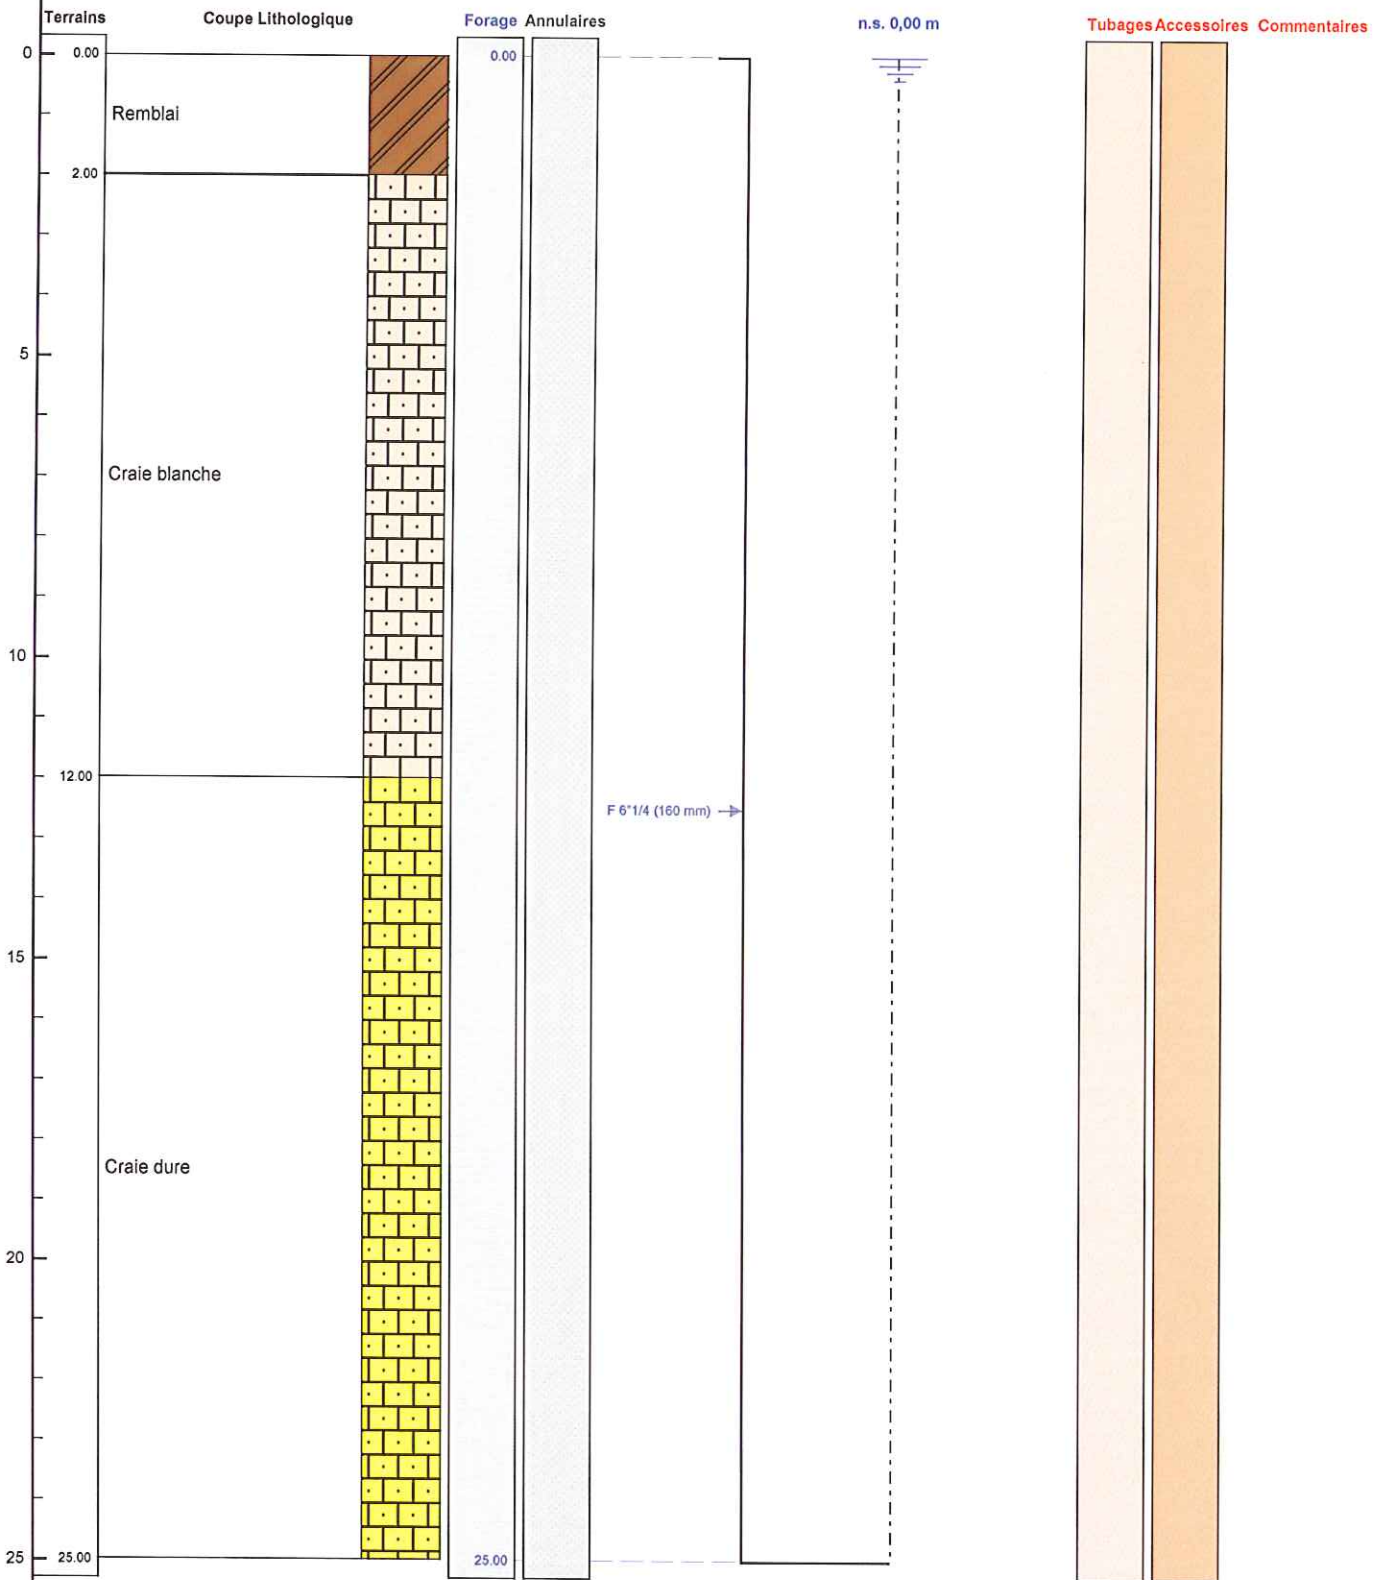 Terrains Coupe Lithologique Forage Annulaires n.s. 0,00 m Tubages Accessoires Commentaires
0 0.00 0.00
Remblai
2.00
5
Craie blanche
10
12.00
F 6"1/4 (160 mm)
15
Craie dure
20
25 25.00 25.00